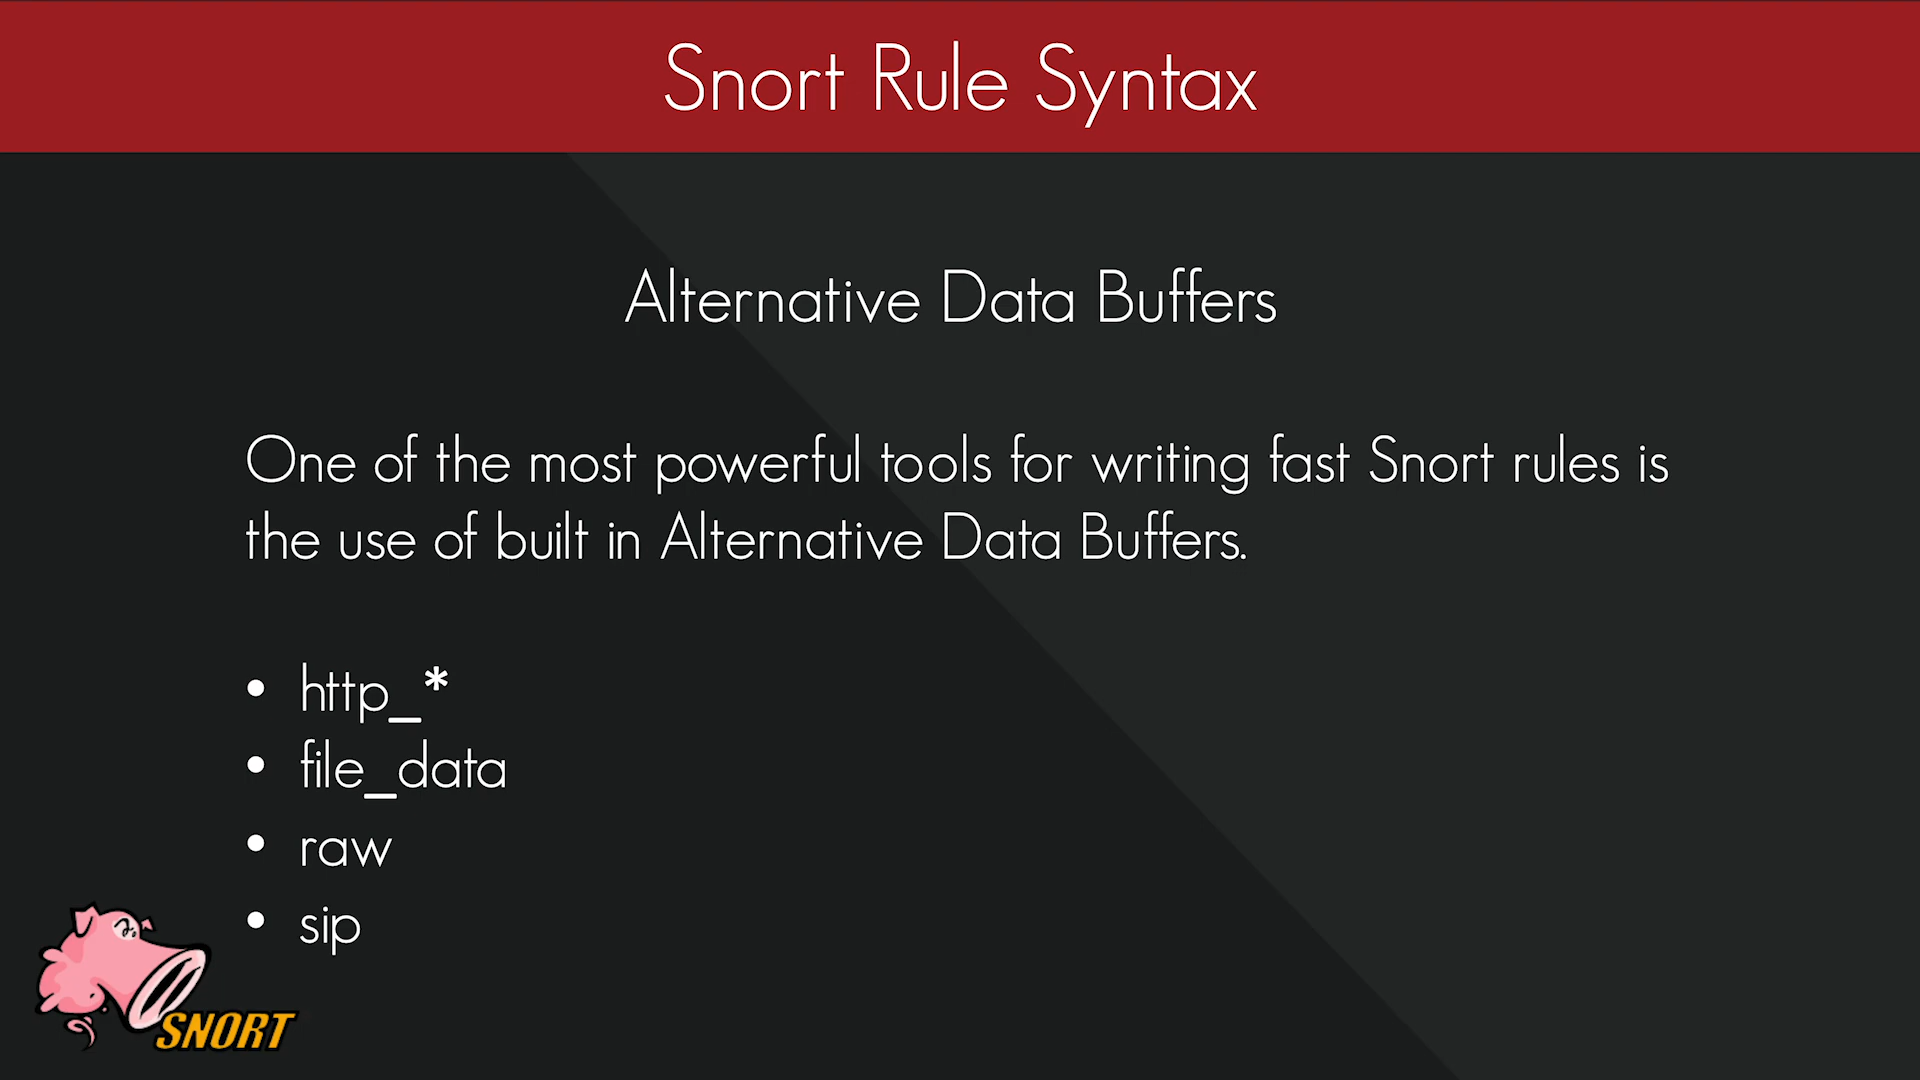 Snort Rule Syntax
Alternative Data Buffers
One of the most powerful tools for writing fast Snort rules is
the use of built in Alternative Data Buffers.
• http_*
• file_data
• raw
• sip
SNORT